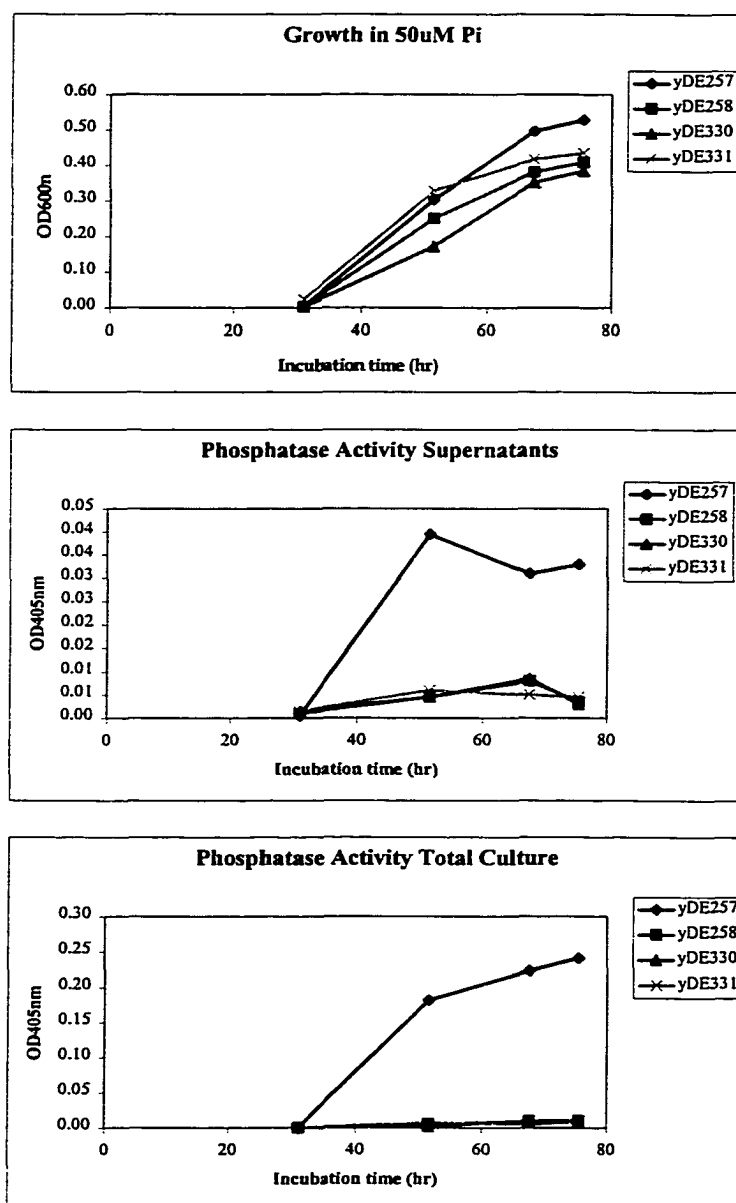 Growth in 50uM Pi
yDE257
yDE258
yDE330
yDE331
0.60
0.50
0.40
0.30
0.20
0.10
0.00
OD600n
0 20 40 60 80
Incubation time (hr)
Phosphatase Activity Supernatants
yDE257
yDE258
yDE330
yDE331
0.05
0.04
0.04
0.03
0.03
0.02
0.02
0.01
0.01
0.00
OD405nm
0 20 40 60 80
Incubation time (hr)
Phosphatase Activity Total Culture
yDE257
yDE258
yDE330
yDE331
0.30
0.25
0.20
0.15
0.10
0.05
0.00
OD405nm
0 20 40 60 80
Incubation time (hr)